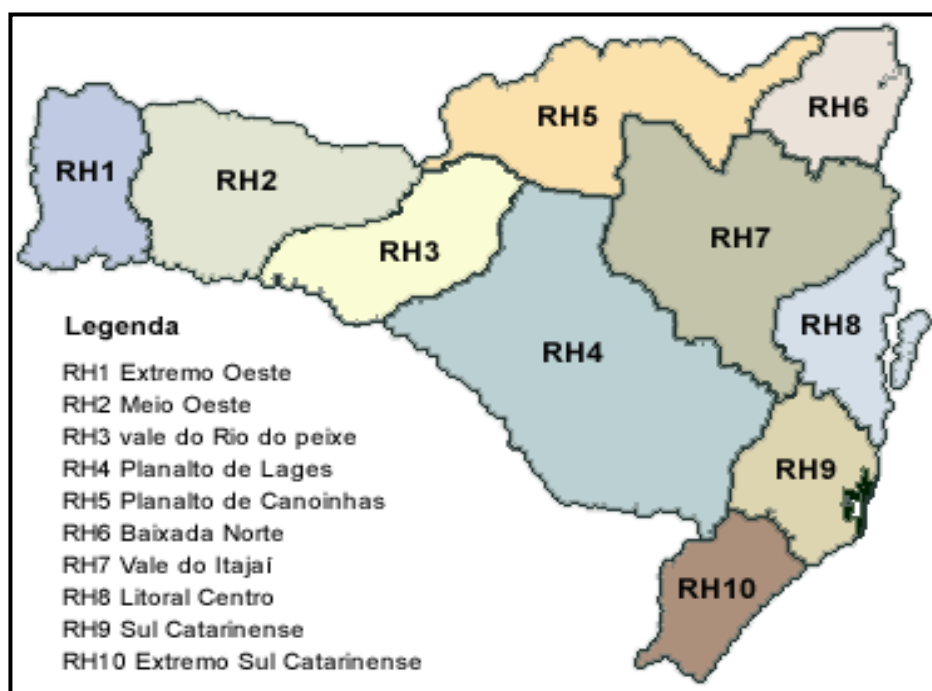 RH5
RH6
RH1
RH2
RH7
RH3
RH8
RH4
RH9
RH10
Legenda
RH1 Extremo Oeste
RH2 Meio Oeste
RH3 vale do Rio do peixe
RH4 Planalto de Lages
RH5 Planalto de Canoinhas
RH6 Baixada Norte
RH7 Vale do Itajaí
RH8 Litoral Centro
RH9 Sul Catarinense
RH10 Extremo Sul Catarinense